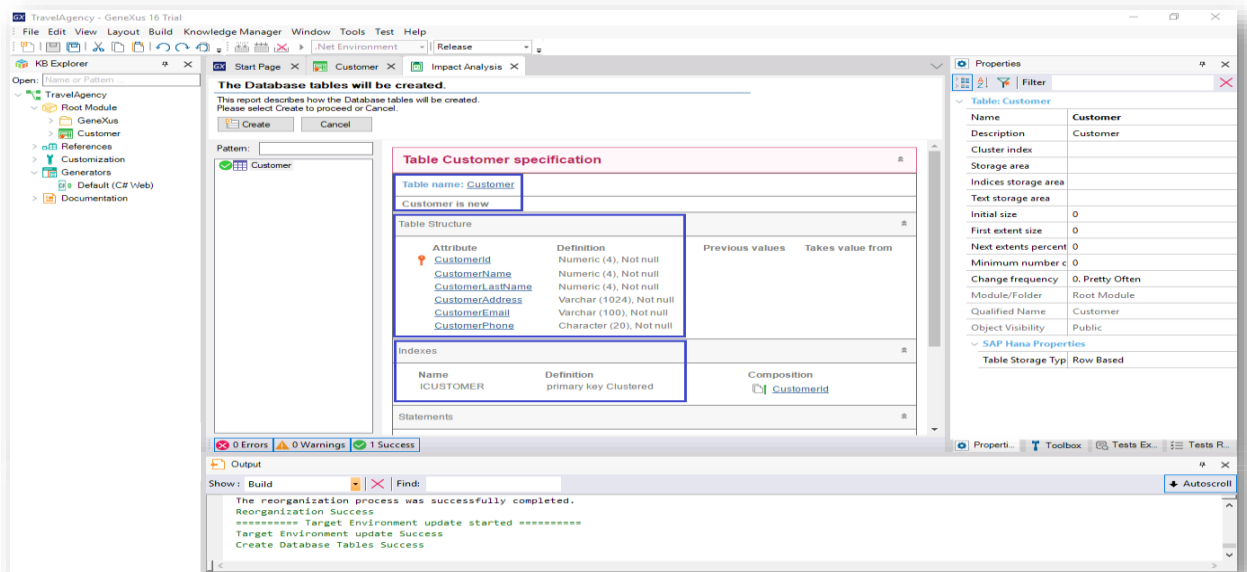 TravelAgency - GeneXus 16 Trial
File Edit View Layout Build Knowledge Manager Window Tools Test Help
.Net Environment Release
KB Explorer
Open: Name or Pattern ...
TravelAgency
Root Module
GeneXus
Customer
References
Customization
Generators
Default (C# Web)
Documentation
Start Page Customer Impact Analysis
The Database tables will be created.
This report describes how the Database tables will be created.
Please select Create to proceed or Cancel.
Create Cancel
Pattern:
Customer
Table Customer specification
Table name: Customer
Customer is new
Table Structure
Attribute Definition Previous values Takes value from
CustomerId Numeric (4), Not null
CustomerName Numeric (4), Not null
CustomerLastName Numeric (4), Not null
CustomerAddress Varchar (1024), Not null
CustomerEmail Varchar (100), Not null
CustomerPhone Character (20), Not null
Indexes
Name Definition Composition
ICUSTOMER primary key Clustered CustomerId
Statements
0 Errors 0 Warnings 1 Success
Output
Show: Build Find: Autoscroll
The reorganization process was successfully completed.
Reorganization Success
========== Target Environment update started ==========
Target Environment update Success
Create Database Tables Success
Properties
Filter
Table: Customer
Name Customer
Description Customer
Cluster index
Storage area
Indices storage area
Text storage area
Initial size 0
First extent size 0
Next extents percent 0
Minimum number c 0
Change frequency 0. Pretty Often
Module/Folder Root Module
Qualified Name Customer
Object Visibility Public
SAP Hana Properties
Table Storage Typ Row Based
Properti... Toolbox Tests Ex... Tests R...